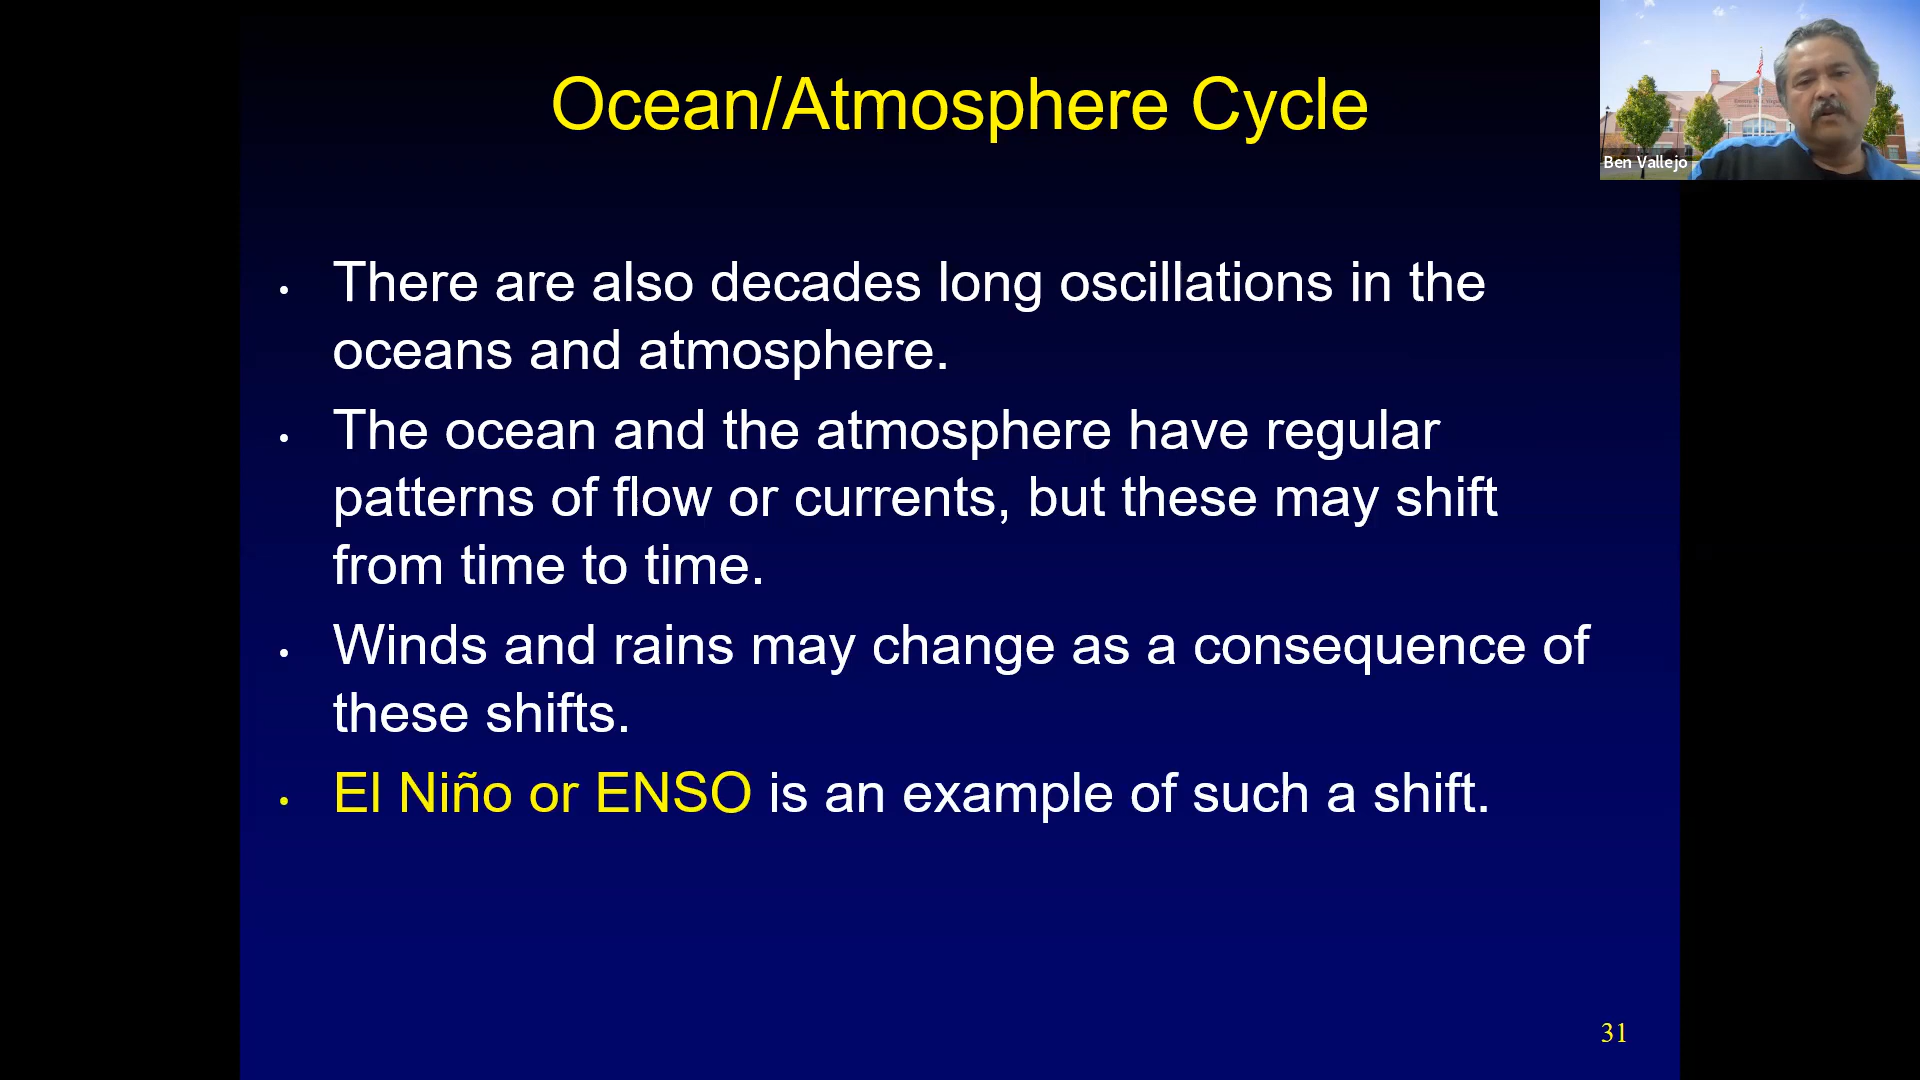 Ocean/Atmosphere Cycle
Ben Vallejo
• There are also decades long oscillations in the
oceans and atmosphere.
• The ocean and the atmosphere have regular
patterns of flow or currents, but these may shift
from time to time.
• Winds and rains may change as a consequence of
these shifts.
• El Niño or ENSO is an example of such a shift.
31